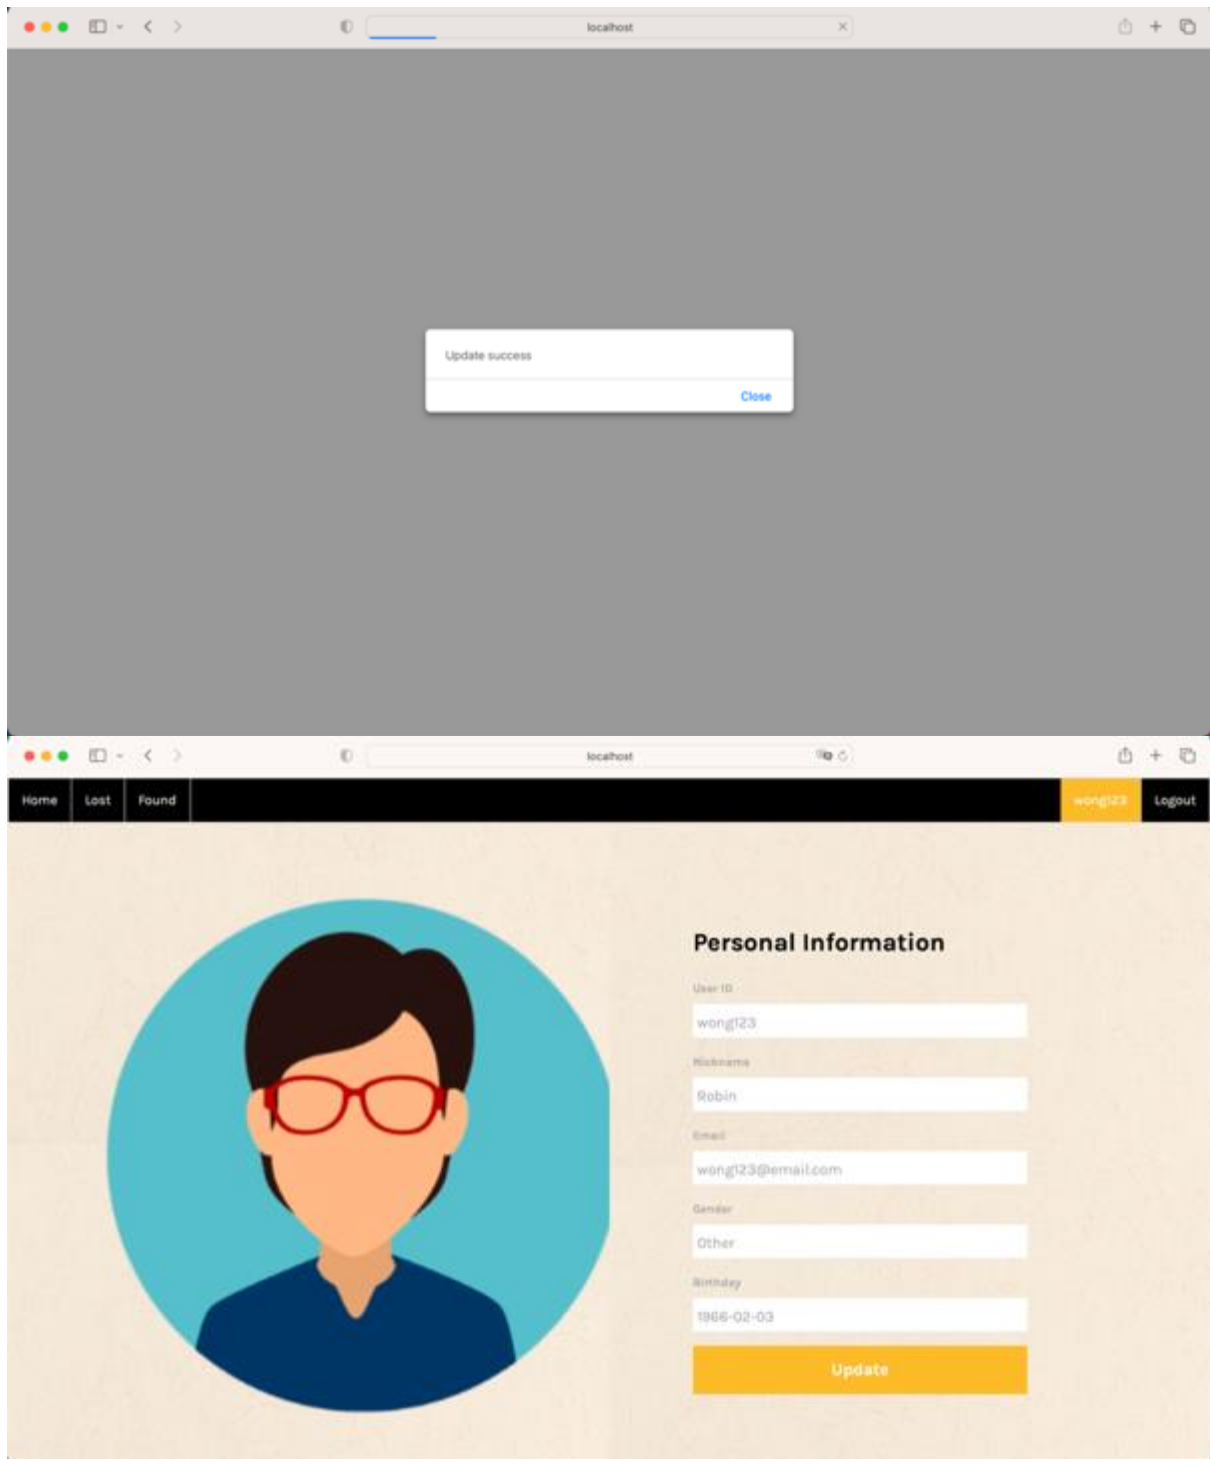 localhost
Update success
Close
localhost
Home Lost Found wong123 Logout
Personal Information
User ID
wong123
Nickname
Robin
Email
wong123@email.com
Gender
Other
Birthday
1966-02-03
Update